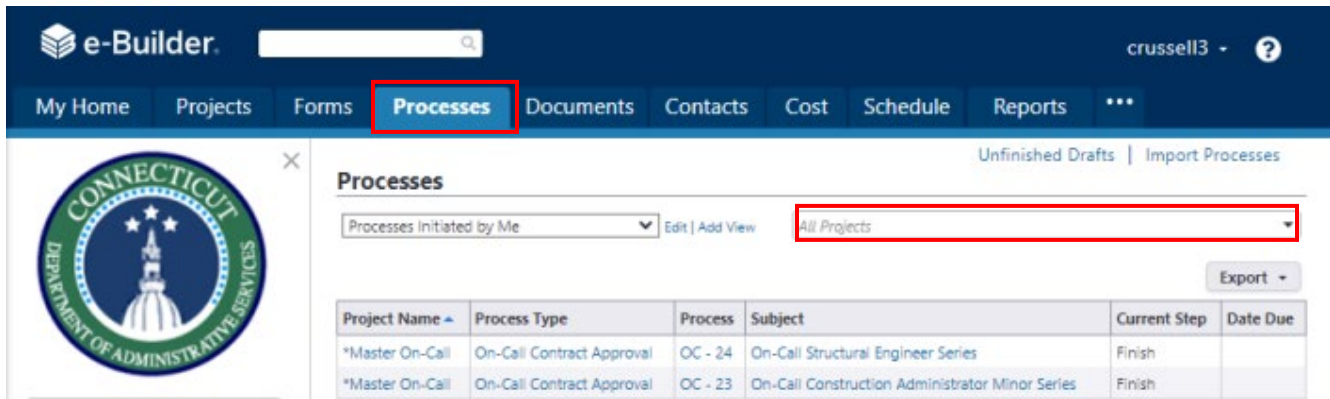 e-Builder.
crussell3
?
My Home Projects Forms Processes Documents Contacts Cost Schedule Reports •••
Unfinished Drafts | Import Processes
CONNECTICUT
DEPARTMENT OF ADMINISTRATIVE SERVICES
Processes
Processes Initiated by Me Edit | Add View All Projects
Export
Project Name Process Type Process Subject Current Step Date Due
*Master On-Call On-Call Contract Approval OC - 24 On-Call Structural Engineer Series Finish
*Master On-Call On-Call Contract Approval OC - 23 On-Call Construction Administrator Minor Series Finish